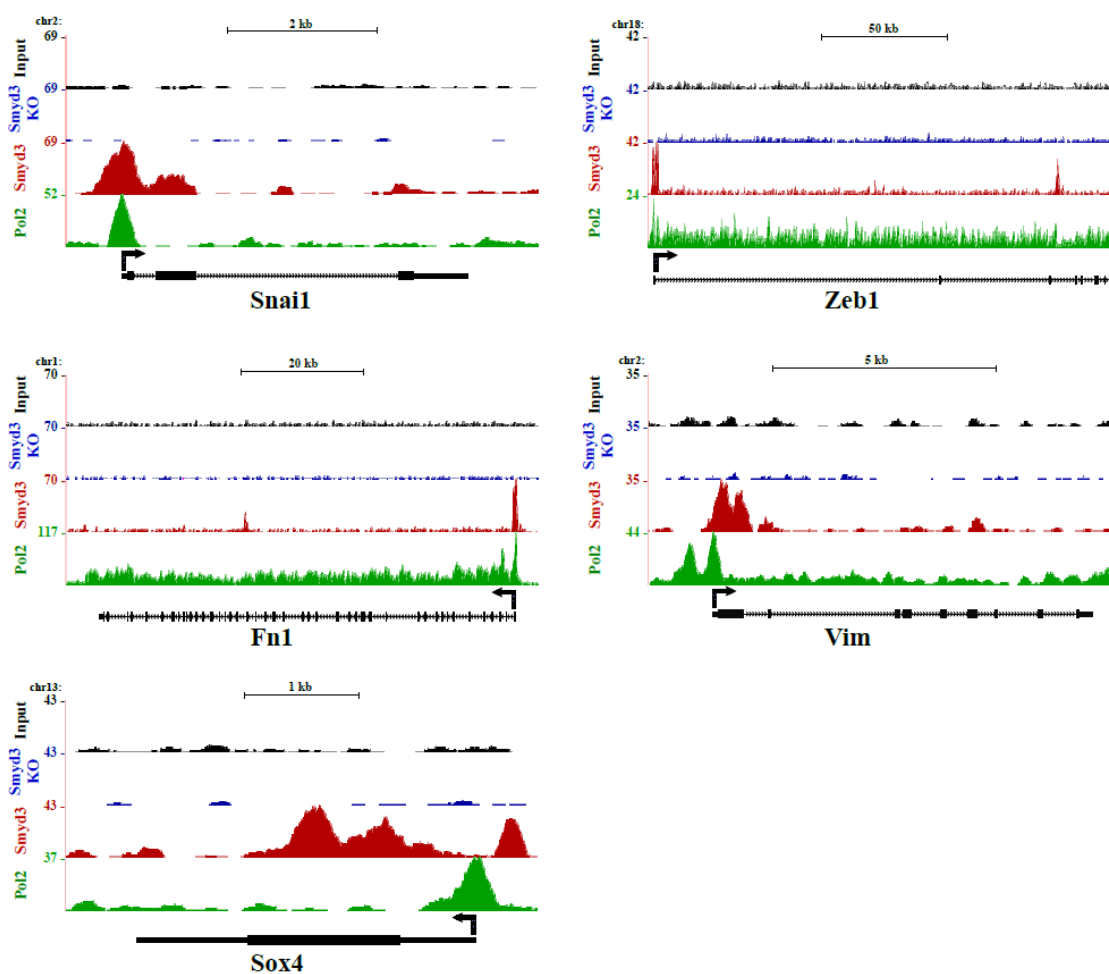 chr2:
2 kb
69
Input
69
Smyd3
KO
69
Smyd3
52
Pol2
Snai1
chr18:
50 kb
42
Input
42
Smyd3
KO
42
Smyd3
24
Pol2
Zeb1
chr1:
20 kb
70
Input
70
Smyd3
KO
70
Smyd3
117
Pol2
Fn1
chr2:
5 kb
35
Input
35
Smyd3
KO
35
Smyd3
44
Pol2
Vim
chr13:
1 kb
43
Input
43
Smyd3
KO
43
Smyd3
37
Pol2
Sox4